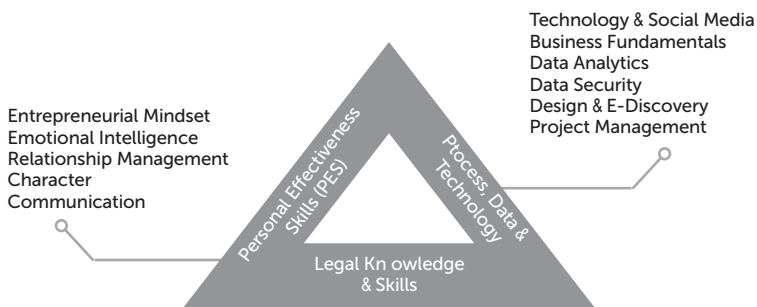 Technology & Social Media
Business Fundamentals
Data Analytics
Data Security
Design & E-Discovery
Project Management
Entrepreneurial Mindset
Emotional Intelligence
Relationship Management
Character
Communication
Personal Effectiveness
Skills (PES)
Ptocess, Data &
Technology
Legal Kn owledge
& Skills